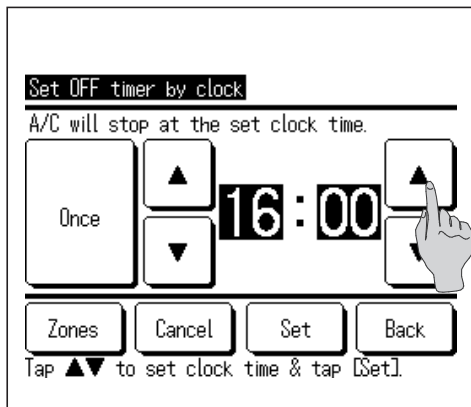 Set OFF timer by clock
A/C will stop at the set clock time.
Once ▲ ▼ 16:00 ▲ ▼
Zones Cancel Set Back
Tap ▲▼ to set clock time & tap [Set].